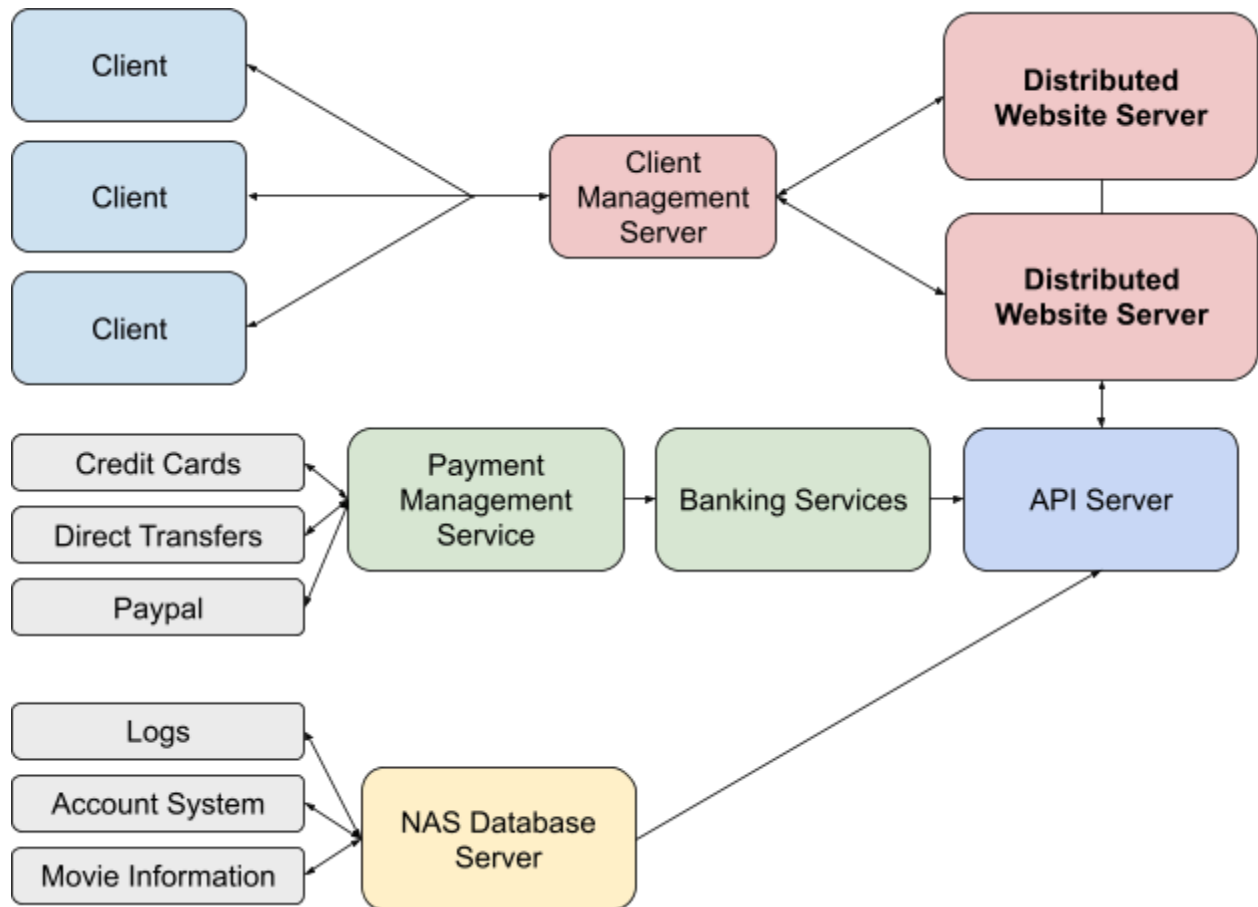 Client
Client
Client
Client
Management
Server
Distributed
Website Server
Distributed
Website Server
Credit Cards
Direct Transfers
Paypal
Payment
Management
Service
Banking Services
API Server
Logs
Account System
Movie Information
NAS Database
Server